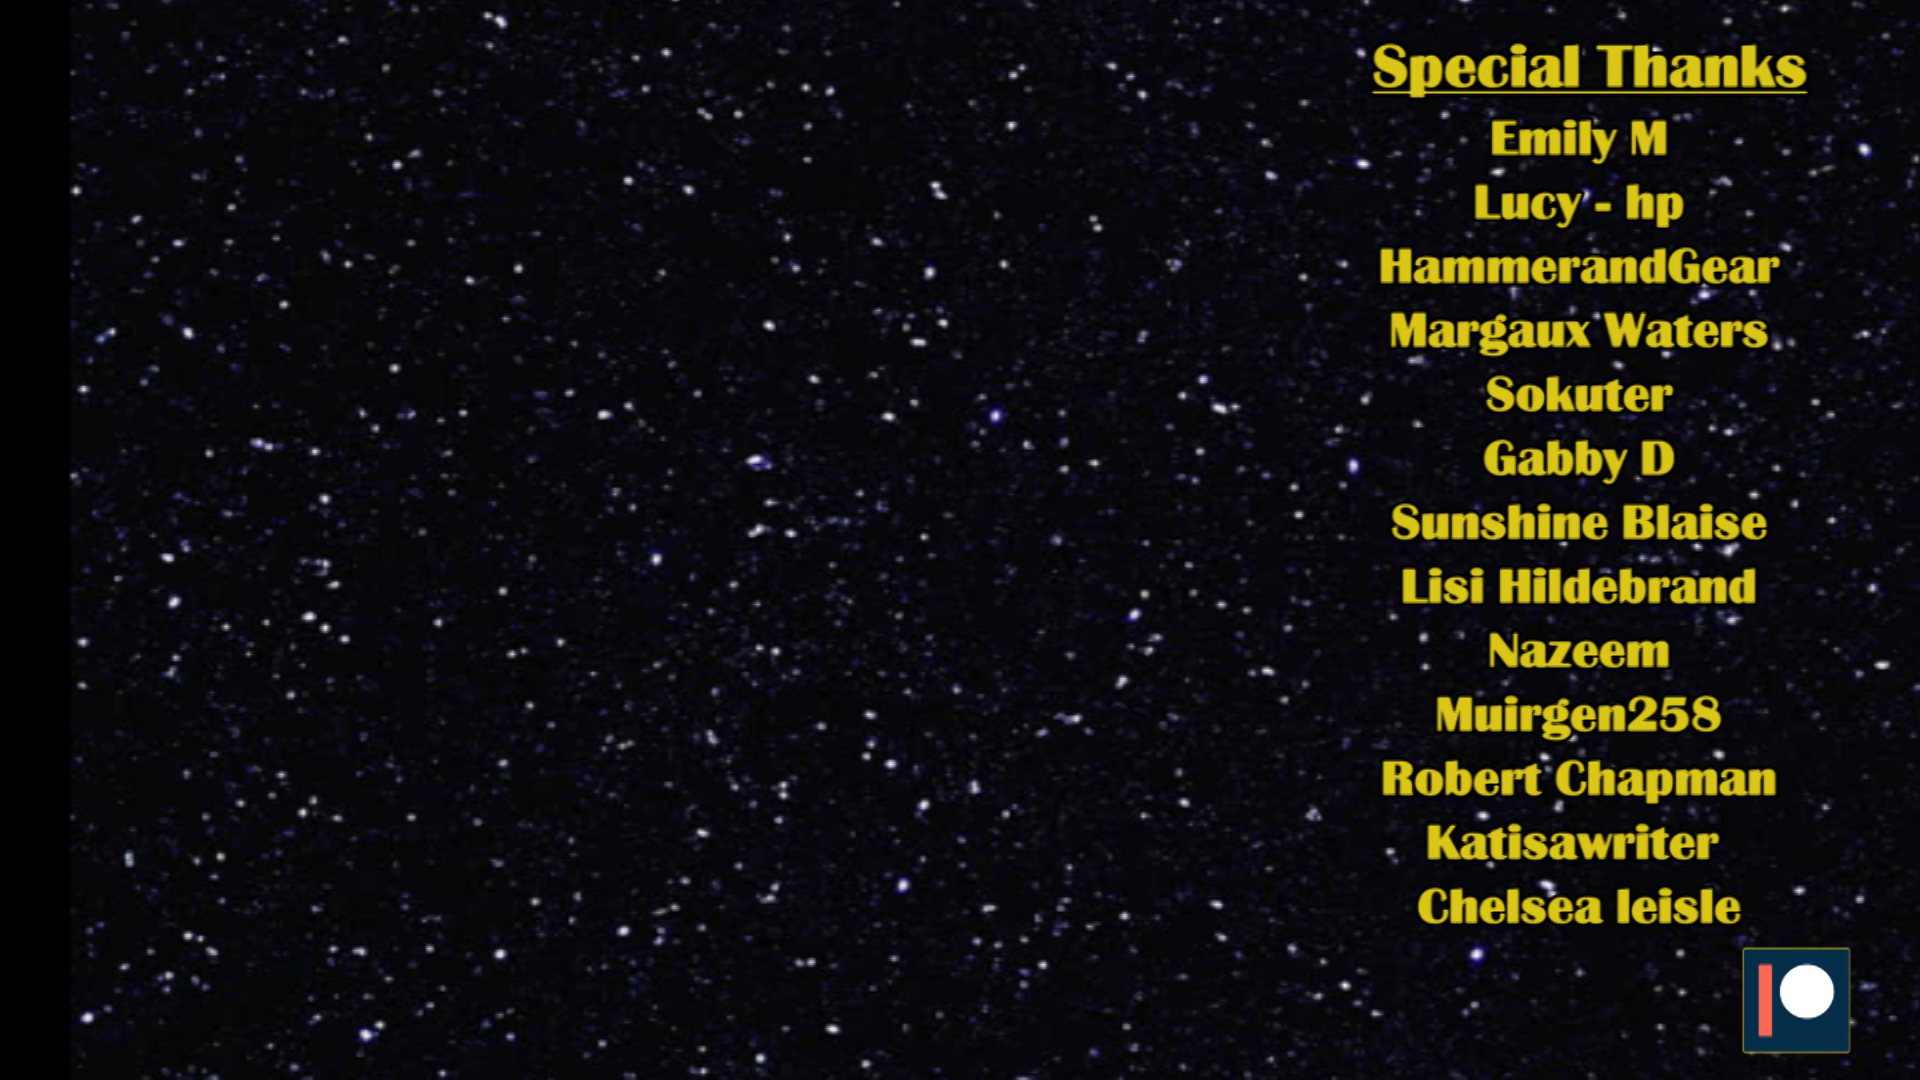 Special Thanks
Emily M
Lucy - hp
HammerandGear
Margaux Waters
Sokuter
Gabby D
Sunshine Blaise
Lisi Hildebrand
Nazeem
Muirgen258
Robert Chapman
Katisawriter
Chelsea leisle